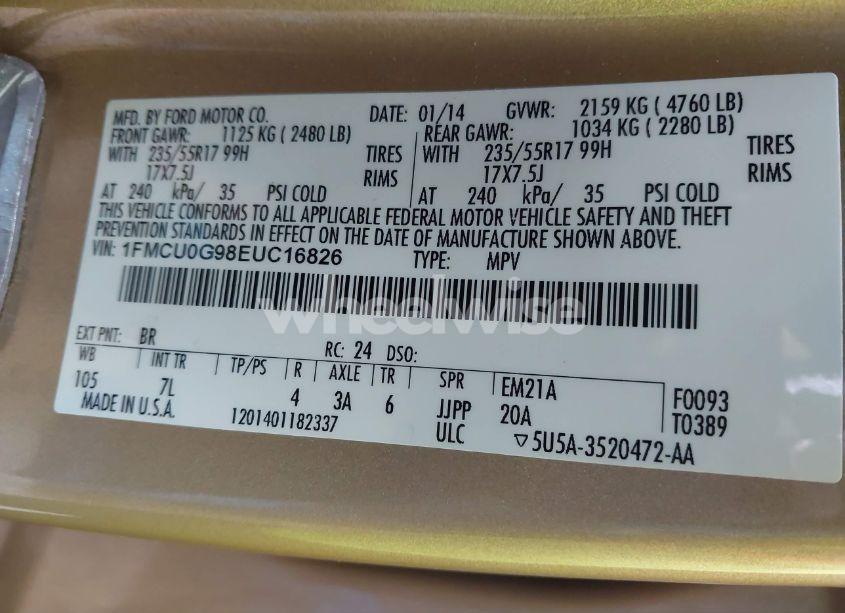 MFD. BY FORD MOTOR CO. DATE: 01/14 GVWR: 2159 KG ( 4760 LB)
FRONT GAWR: 1125 KG ( 2480 LB) REAR GAWR: 1034 KG ( 2280 LB)
WITH 235/55R17 99H TIRES WITH 235/55R17 99H TIRES
17X7.5J RIMS 17X7.5J RIMS
AT 240 kPa/ 35 PSI COLD AT 240 kPa/ 35 PSI COLD
THIS VEHICLE CONFORMS TO ALL APPLICABLE FEDERAL MOTOR VEHICLE SAFETY AND THEFT
PREVENTION STANDARDS IN EFFECT ON THE DATE OF MANUFACTURE SHOWN ABOVE.
VIN: 1FMCU0G98EUC16826 TYPE: MPV
wheelwise
EXT PNT: BR RC: 24 DSO:
WB INT TR TP/PS R AXLE TR SPR EM21A F0093
105 7L 4 3A 6 JJPP 20A T0389
MADE IN U.S.A. 1201401182337 ULC ▽5U5A-3520472-AA